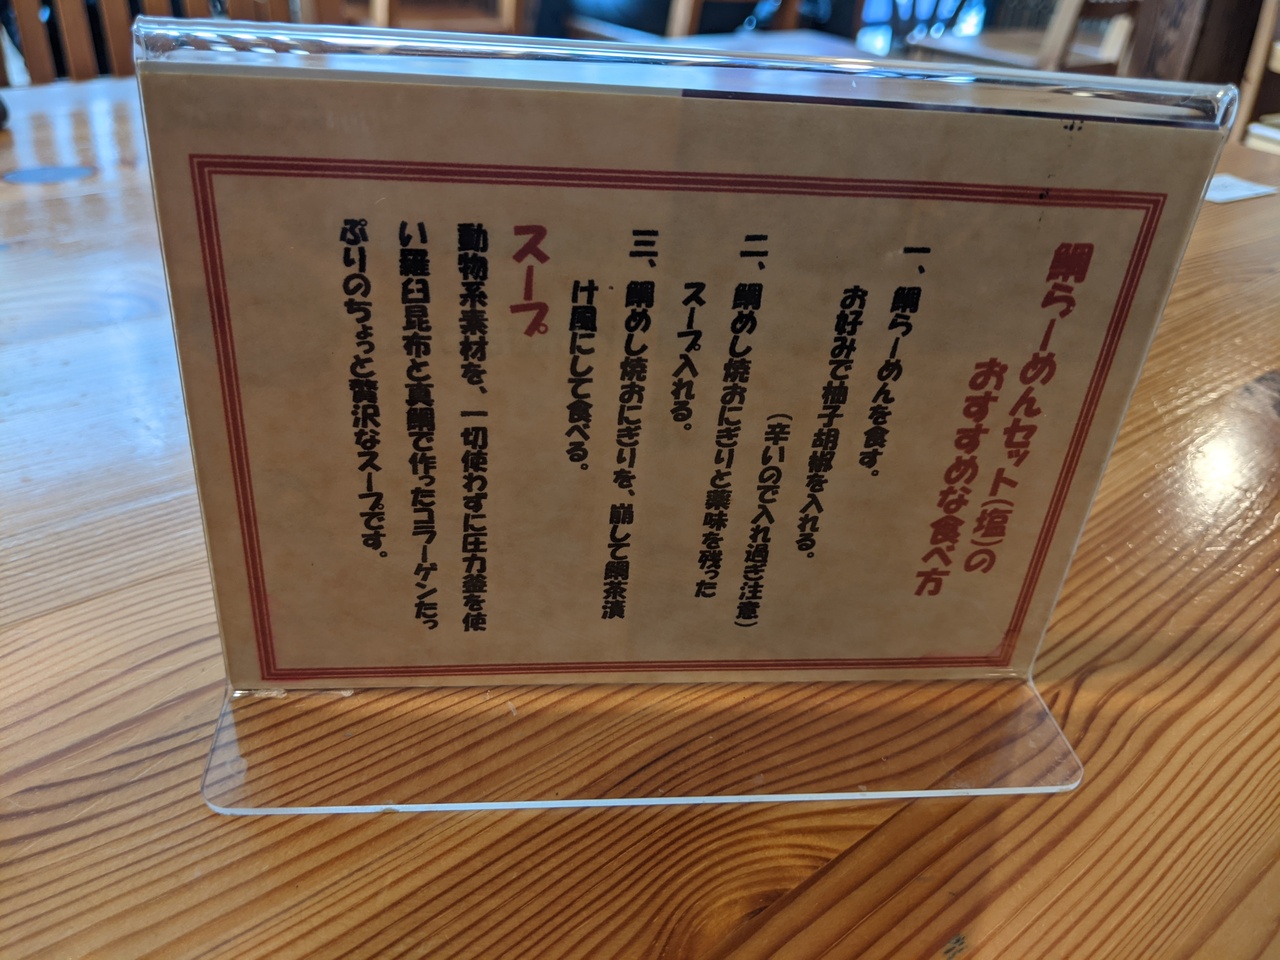 鯛らーめんセット(塩)の
おすすめな食べ方
一、鯛らーめんを食す。
お好みで柚子胡椒を入れる。
(辛いので入れ過ぎ注意)
二、鯛めし焼おにぎりと薬味を残った
スープ入れる。
三、鯛めし焼おにぎりを、崩して鯛茶漬
け風にして食べる。
スープ
動物系素材を、一切使わずに圧力釜を使
い羅臼昆布と真鯛で作ったコラーゲンたっ
ぷりのちょっと贅沢なスープです。